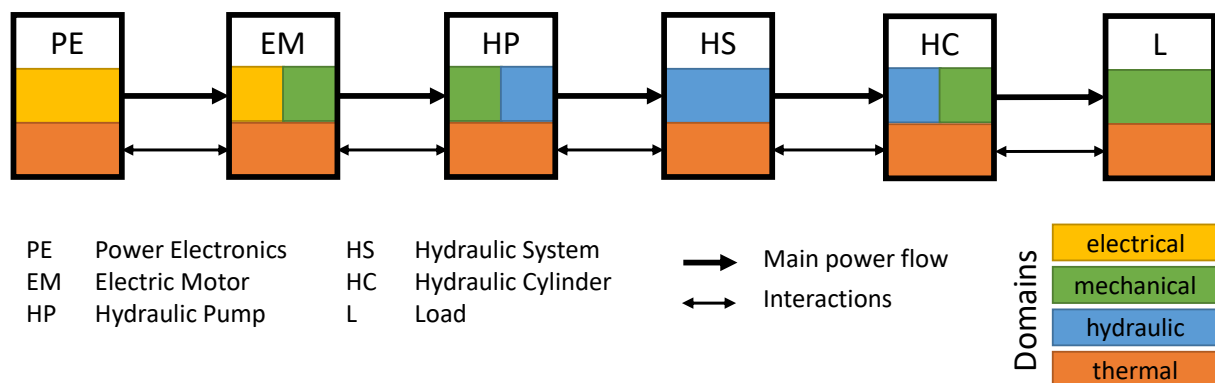 PE EM HP HS HC L
PE Power Electronics HS Hydraulic System
EM Electric Motor HC Hydraulic Cylinder
HP Hydraulic Pump L Load
Main power flow
Interactions
Domains
electrical
mechanical
hydraulic
thermal